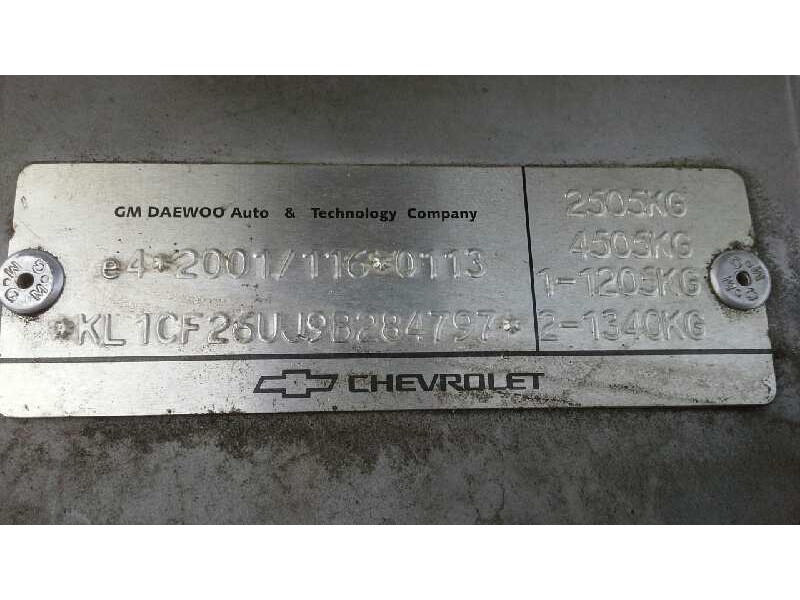 GM DAEWOO Auto & Technology Company
e4*2001/116*0113
*KL1CF26UJ9B284797*
2505KG
4505KG
1-1205KG
2-1340KG
CHEVROLET